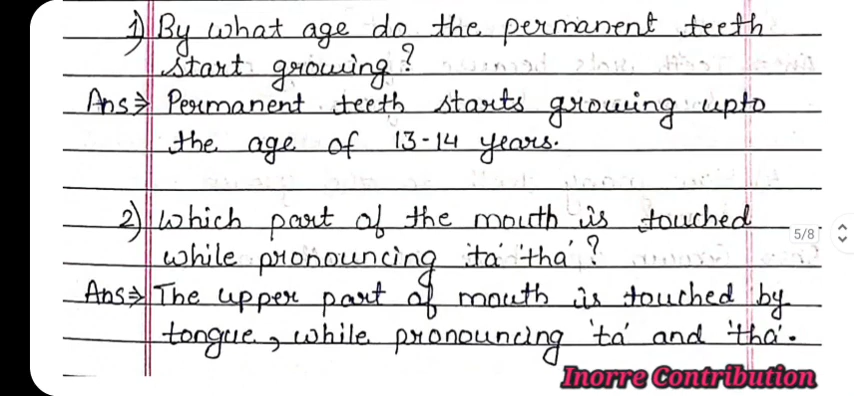 1) By what age do the permanent teeth
start growing?
Ans⇒ Permanent teeth starts growing upto
the age of 13-14 years.
2) Which part of the mouth is touched
5/8
while pronouncing 'ta' 'tha'?
Ans⇒ The upper part of mouth is touched by
tongue, while pronouncing 'ta' and 'tha'.
Inorre Contribution